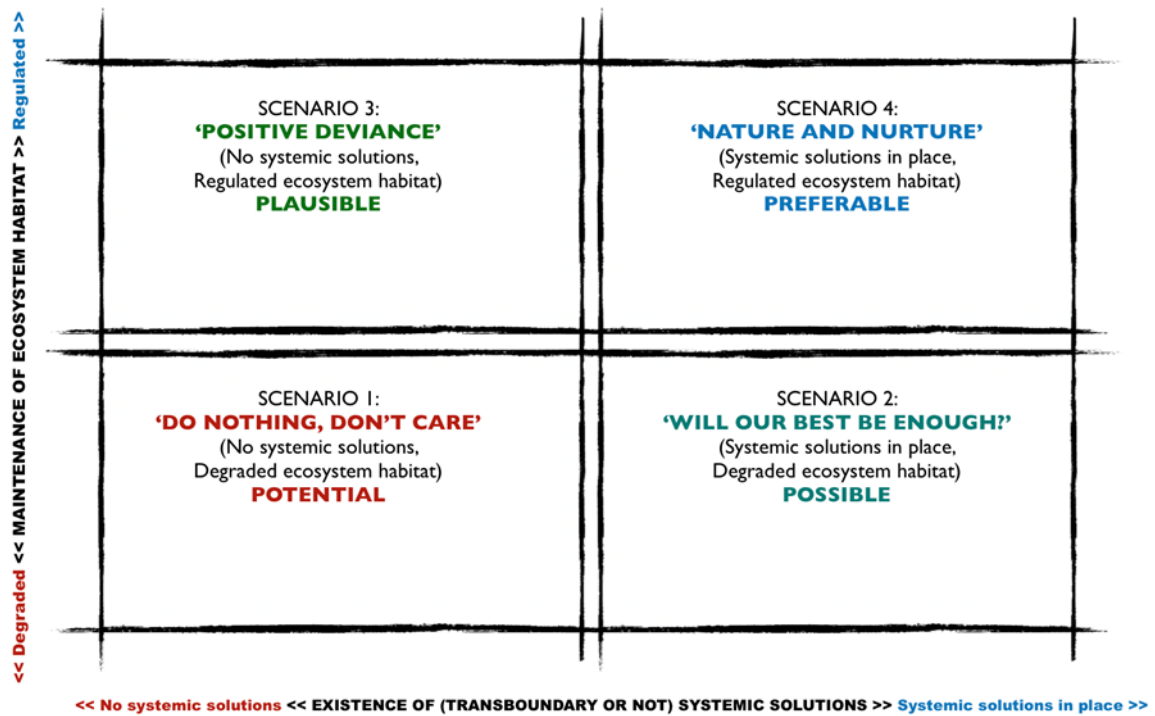 << Degraded << MAINTENANCE OF ECOSYSTEM HABITAT >> Regulated >>
SCENARIO 3:
‘POSITIVE DEVIANCE’
(No systemic solutions,
Regulated ecosystem habitat)
PLAUSIBLE
SCENARIO 4:
‘NATURE AND NURTURE’
(Systemic solutions in place,
Regulated ecosystem habitat)
PREFERABLE
SCENARIO 1:
‘DO NOTHING, DON’T CARE’
(No systemic solutions,
Degraded ecosystem habitat)
POTENTIAL
SCENARIO 2:
‘WILL OUR BEST BE ENOUGH?’
(Systemic solutions in place,
Degraded ecosystem habitat)
POSSIBLE
<< No systemic solutions << EXISTENCE OF (TRANSBOUNDARY OR NOT) SYSTEMIC SOLUTIONS >> Systemic solutions in place >>